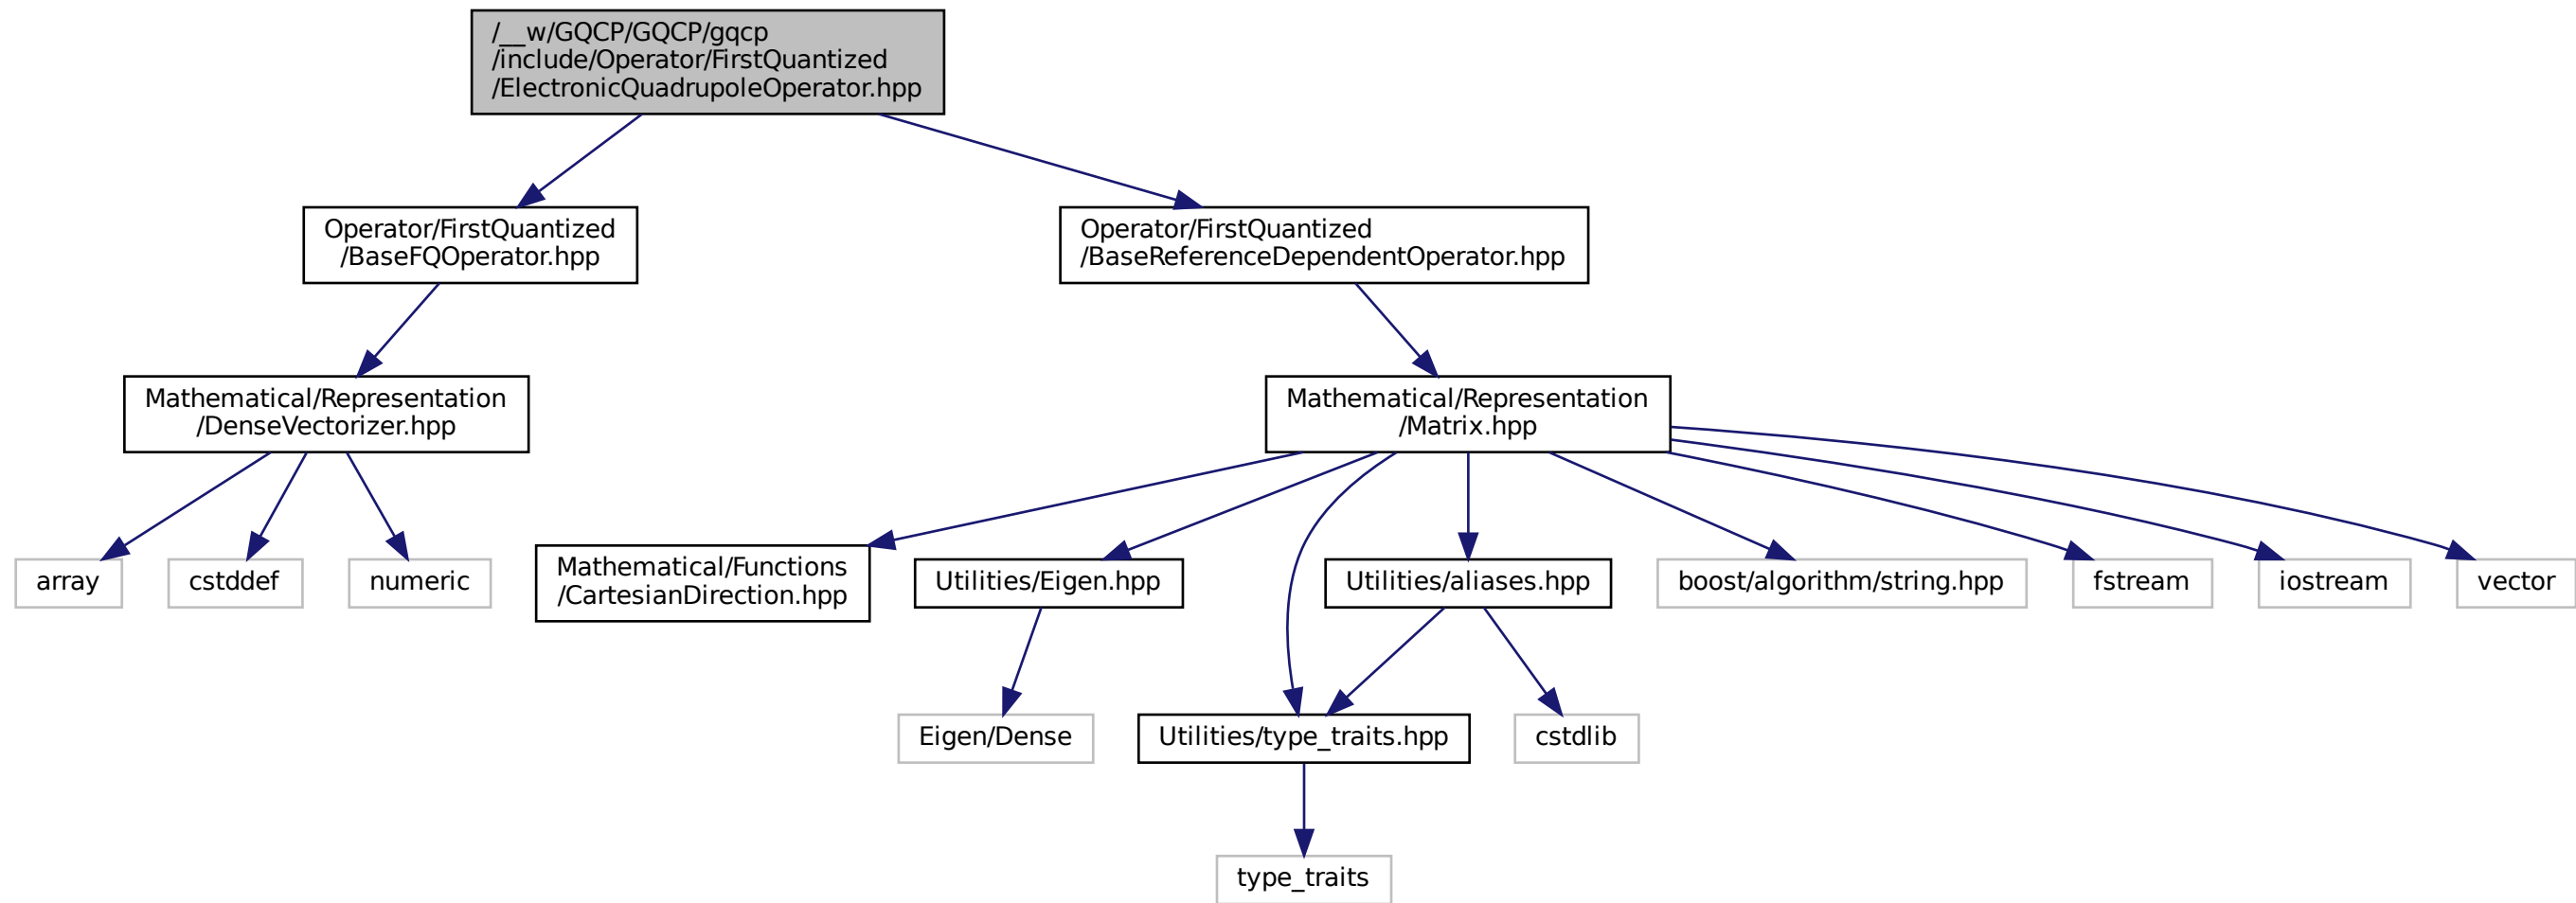 /__w/GQCP/GQCP/gqcp
/include/Operator/FirstQuantized
/ElectronicQuadrupoleOperator.hpp
Operator/FirstQuantized
/BaseFQOperator.hpp
Operator/FirstQuantized
/BaseReferenceDependentOperator.hpp
Mathematical/Representation
/DenseVectorizer.hpp
Mathematical/Representation
/Matrix.hpp
array
cstddef
numeric
Mathematical/Functions
/CartesianDirection.hpp
Utilities/Eigen.hpp
Utilities/aliases.hpp
boost/algorithm/string.hpp
fstream
iostream
vector
Eigen/Dense
Utilities/type_traits.hpp
cstdlib
type_traits